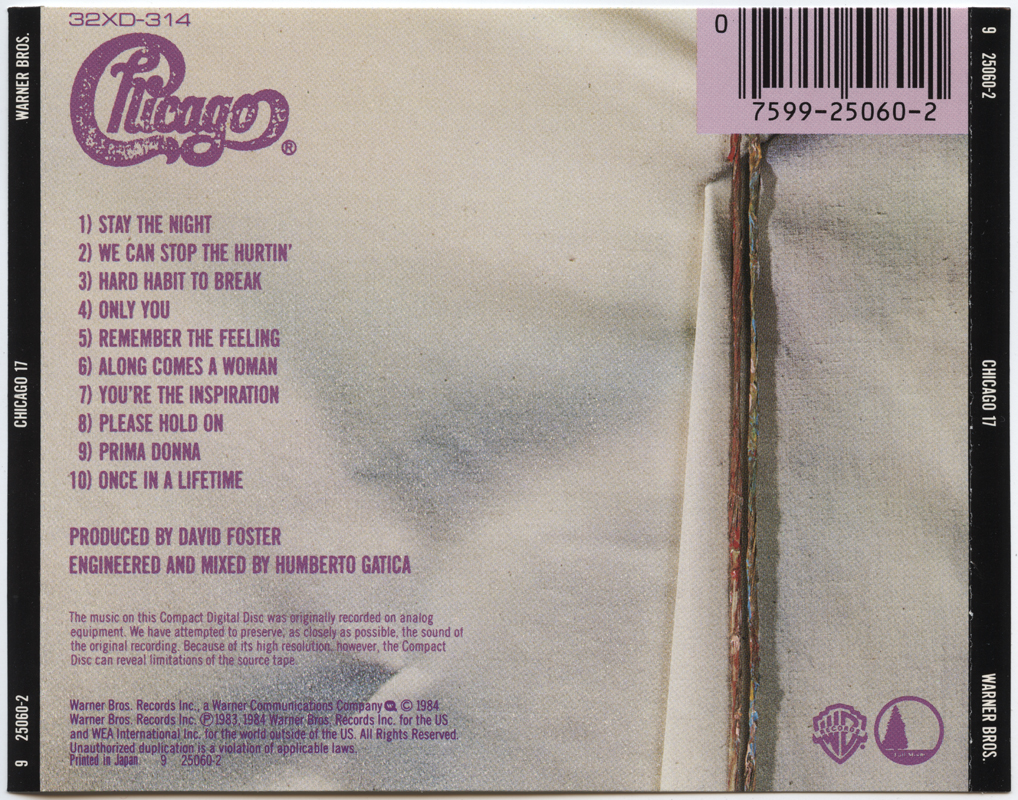 32XD-314
Chicago ®
0
7599-25060-2
1) STAY THE NIGHT
2) WE CAN STOP THE HURTIN'
3) HARD HABIT TO BREAK
4) ONLY YOU
5) REMEMBER THE FEELING
6) ALONG COMES A WOMAN
7) YOU'RE THE INSPIRATION
8) PLEASE HOLD ON
9) PRIMA DONNA
10) ONCE IN A LIFETIME
PRODUCED BY DAVID FOSTER
ENGINEERED AND MIXED BY HUMBERTO GATICA
The music on this Compact Digital Disc was originally recorded on analog
equipment. We have attempted to preserve, as closely as possible, the sound of
the original recording. Because of its high resolution, however, the Compact
Disc can reveal limitations of the source tape.
Warner Bros. Records Inc., a Warner Communications Company © 1984
Warner Bros. Records Inc. ℗ 1983, 1984 Warner Bros. Records Inc. for the US
and WEA International Inc. for the world outside of the US. All Rights Reserved.
Unauthorized duplication is a violation of applicable laws.
Printed in Japan 9 25060-2
WB
RECORDS
WARNER BROS.
CHICAGO 17
9 25060-2
9 25060-2
CHICAGO 17
WARNER BROS.